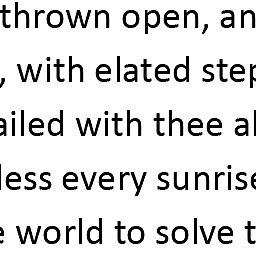 thrown open, an
, with elated step
ailed with thee al
less every sunrise
e world to solve t